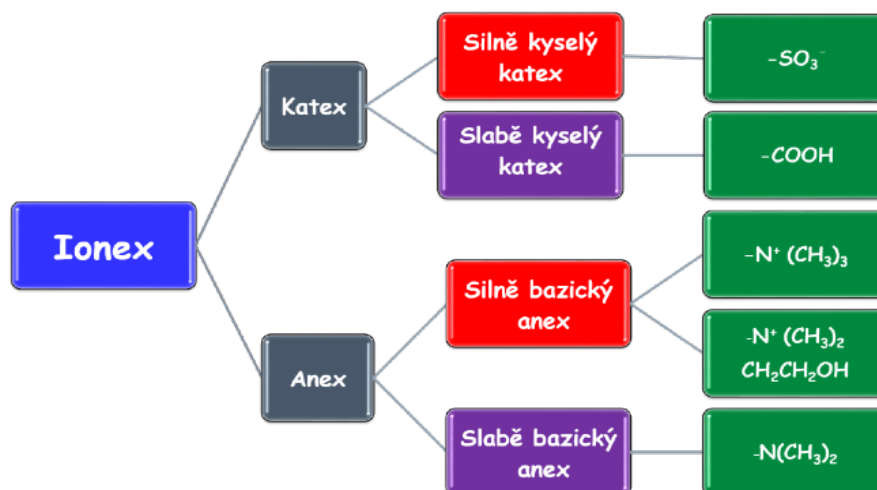 Ionex
Katex
Silně kyselý
katex
-SO₃⁻
Slabě kyselý
katex
-COOH
Anex
Silně bazický
anex
-N⁺ (CH₃)₃
-N⁺ (CH₃)₂
CH₂CH₂OH
Slabě bazický
anex
-N(CH₃)₂